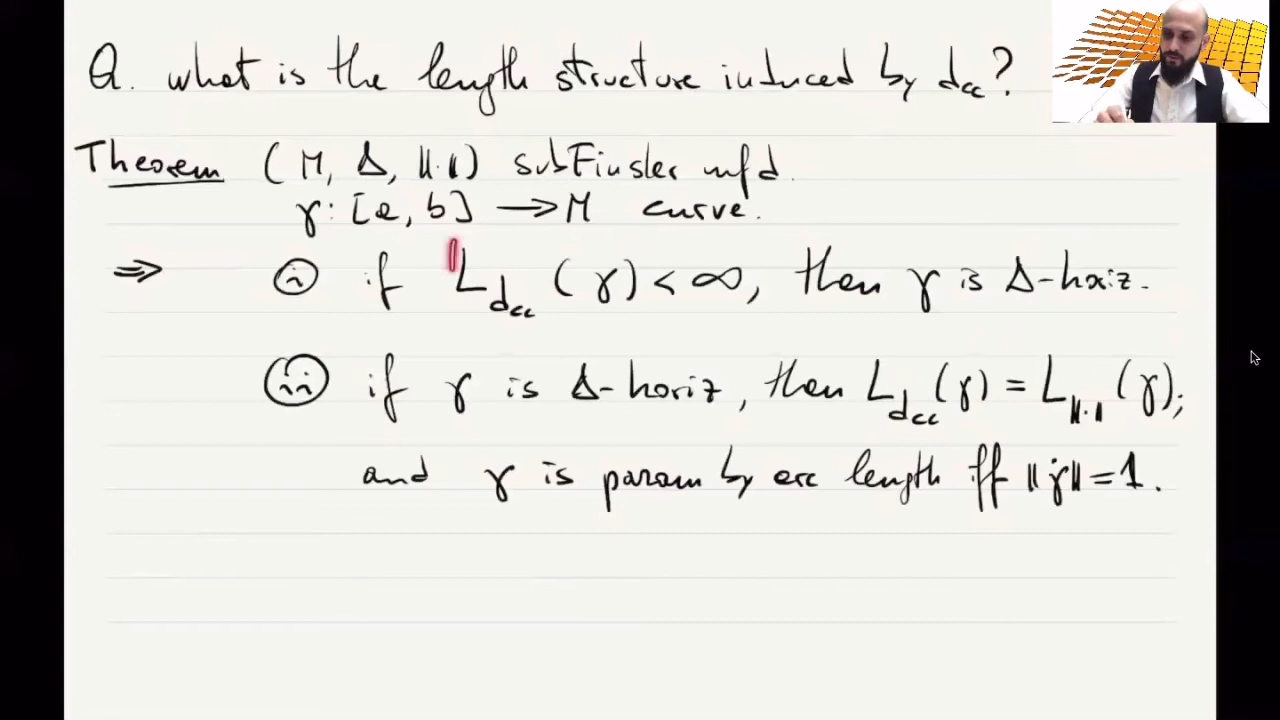 Q. what is the length structure induced by dcc?
Theorem (M, Δ, ‖·‖) subFinsler mfd.
γ: [a, b] → M curve.
⇒ (i) if L_dcc (γ) < ∞, then γ is Δ-horiz.
(ii) if γ is Δ-horiz, then L_dcc (γ) = L_‖·‖ (γ);
and γ is param by arc length iff ‖γ̇‖ = 1.